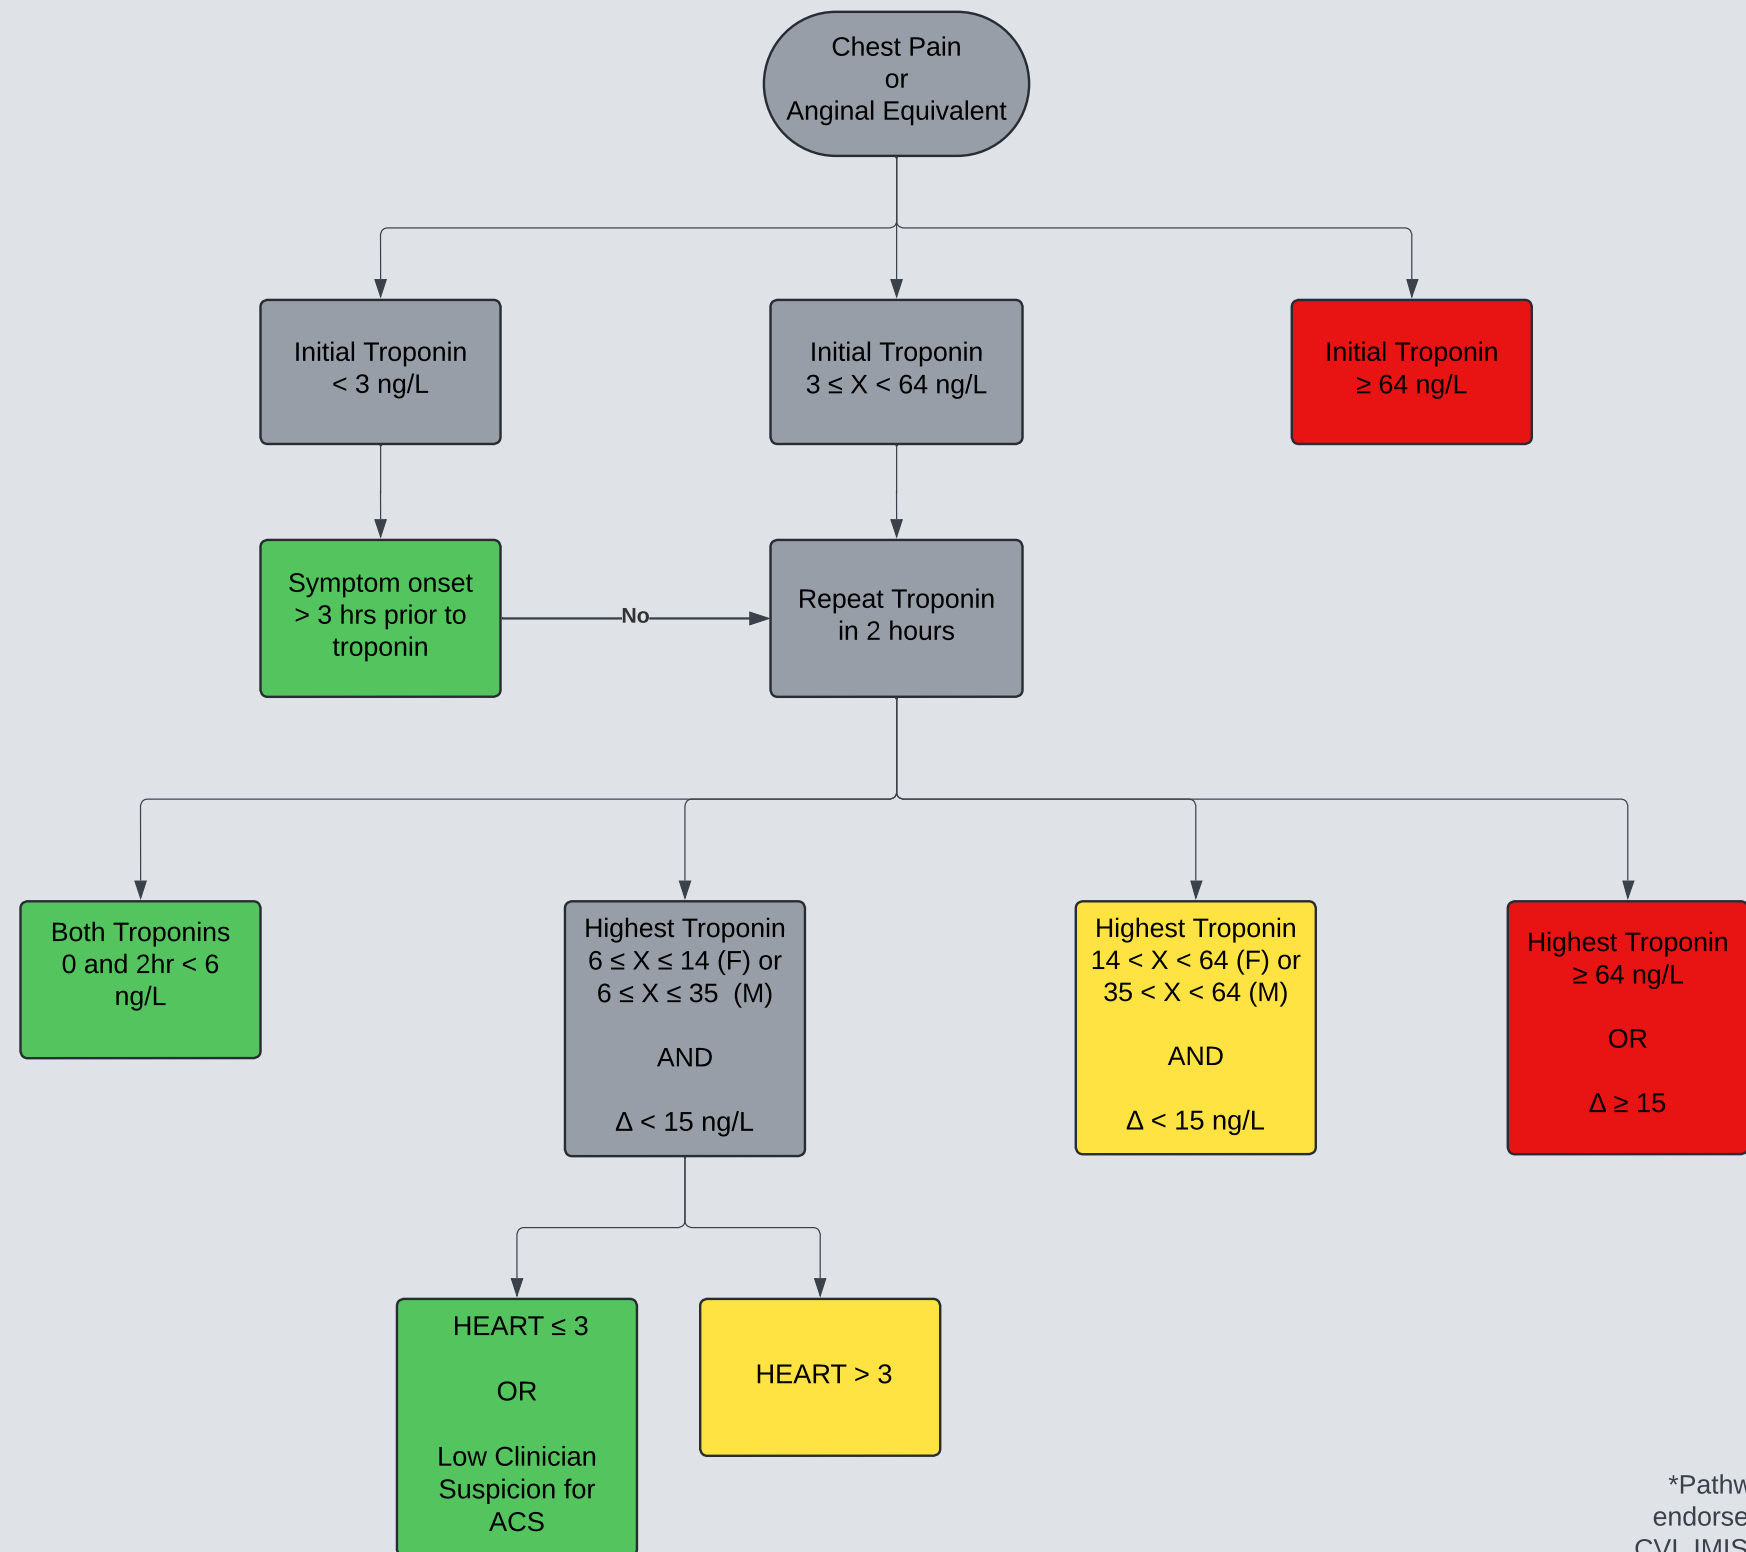 Chest Pain
or
Anginal Equivalent
Initial Troponin
< 3 ng/L
Initial Troponin
3 ≤ X < 64 ng/L
Initial Troponin
≥ 64 ng/L
Symptom onset
> 3 hrs prior to
troponin
No
Repeat Troponin
in 2 hours
Both Troponins
0 and 2hr < 6
ng/L
Highest Troponin
6 ≤ X ≤ 14 (F) or
6 ≤ X ≤ 35 (M)
AND
Δ < 15 ng/L
Highest Troponin
14 < X < 64 (F) or
35 < X < 64 (M)
AND
Δ < 15 ng/L
Highest Troponin
≥ 64 ng/L
OR
Δ ≥ 15
HEART ≤ 3
OR
Low Clinician
Suspicion for
ACS
HEART > 3
*Pathw
endorse